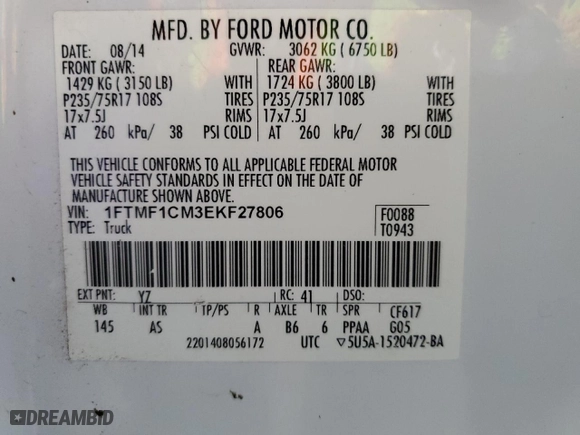 MFD. BY FORD MOTOR CO.
DATE: 08/14 GVWR: 3062 KG ( 6750 LB)
FRONT GAWR: REAR GAWR:
1429 KG ( 3150 LB) WITH 1724 KG ( 3800 LB) WITH
P235/75R17 108S TIRES P235/75R17 108S TIRES
17x7.5J RIMS 17x7.5J RIMS
AT 260 kPa/ 38 PSI COLD AT 260 kPa/ 38 PSI COLD
THIS VEHICLE CONFORMS TO ALL APPLICABLE FEDERAL MOTOR
VEHICLE SAFETY STANDARDS IN EFFECT ON THE DATE OF
MANUFACTURE SHOWN ABOVE.
VIN: 1FTMF1CM3EKF27806 F0088
TYPE: Truck T0943
EXT PNT: YZ RC: 41 DSO:
WB INT TR TP/PS R AXLE TR SPR CF617
145 AS A B6 6 PPAA G05
2201408056172 UTC ▽5U5A-1520472-BA
DREAMBID